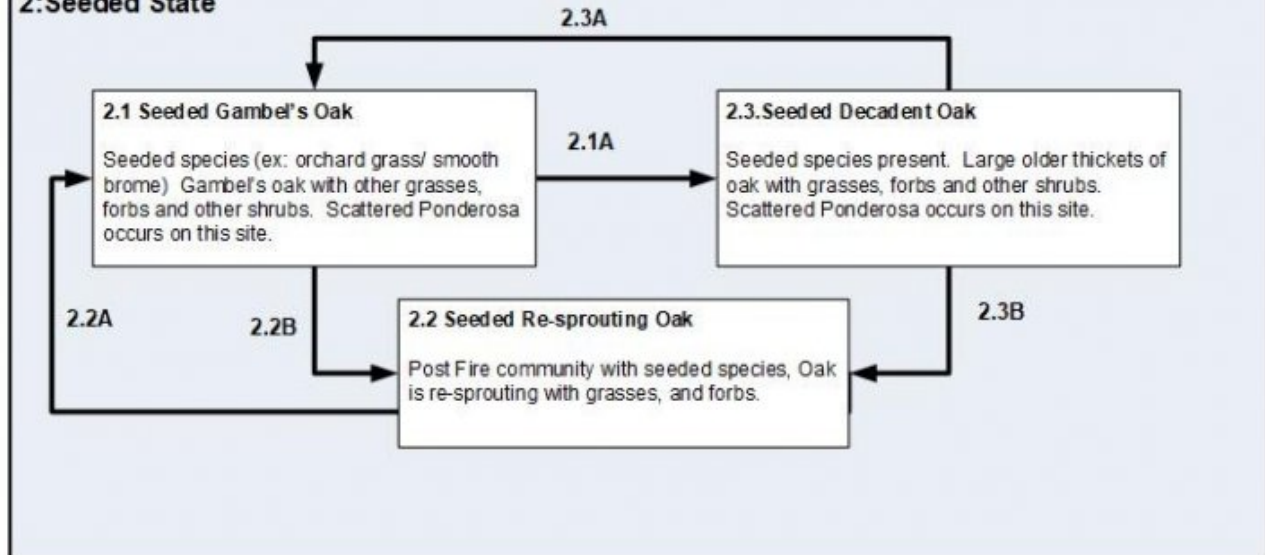 2:Seeded State
2.3A
2.1 Seeded Gambel's Oak
Seeded species (ex: orchard grass/ smooth
brome) Gambel's oak with other grasses,
forbs and other shrubs. Scattered Ponderosa
occurs on this site.
2.1A
2.3.Seeded Decadent Oak
Seeded species present. Large older thickets of
oak with grasses, forbs and other shrubs.
Scattered Ponderosa occurs on this site.
2.2A
2.2B
2.2 Seeded Re-sprouting Oak
Post Fire community with seeded species, Oak
is re-sprouting with grasses, and forbs.
2.3B